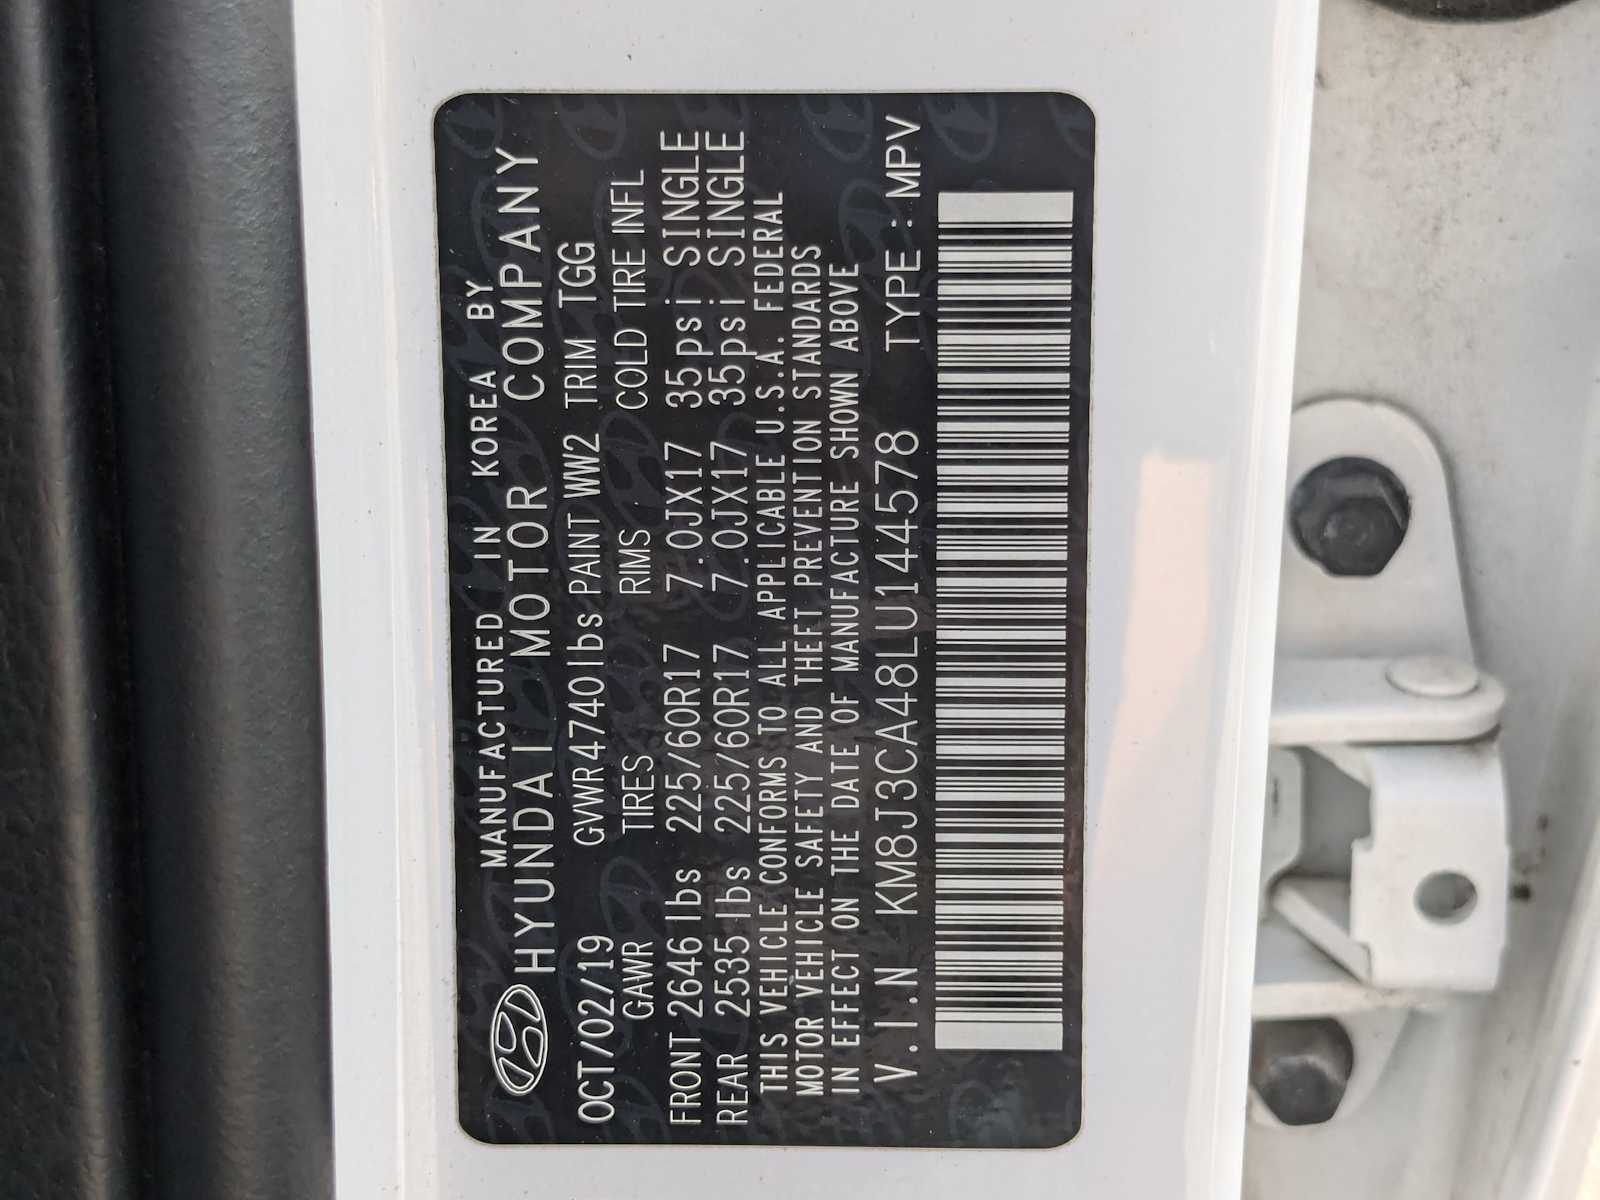 MANUFACTURED IN KOREA BY
HYUNDAI MOTOR COMPANY
OCT/02/19 GVWR4740lbs PAINT WW2 TRIM TGG
GAWR TIRES RIMS COLD TIRE INFL
FRONT 2646 lbs 225/60R17 7.0JX17 35psi SINGLE
REAR 2535 lbs 225/60R17 7.0JX17 35psi SINGLE
THIS VEHICLE CONFORMS TO ALL APPLICABLE U.S.A. FEDERAL
MOTOR VEHICLE SAFETY AND THEFT PREVENTION STANDARDS
IN EFFECT ON THE DATE OF MANUFACTURE SHOWN ABOVE
V.I.N KM8J3CA48LU144578 TYPE : MPV